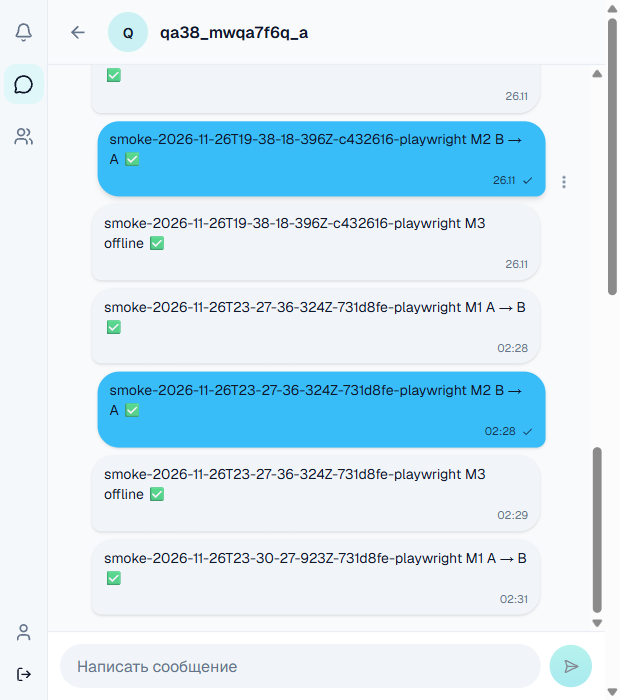 Q
qa38_mwqa7f6q_a
26.11
smoke-2026-11-26T19-38-18-396Z-c432616-playwright M2 B →
A ✅
26.11 ✓
smoke-2026-11-26T19-38-18-396Z-c432616-playwright M3
offline ✅
26.11
smoke-2026-11-26T23-27-36-324Z-731d8fe-playwright M1 A → B
✅
02:28
smoke-2026-11-26T23-27-36-324Z-731d8fe-playwright M2 B →
A ✅
02:28 ✓
smoke-2026-11-26T23-27-36-324Z-731d8fe-playwright M3
offline ✅
02:29
smoke-2026-11-26T23-30-27-923Z-731d8fe-playwright M1 A → B
✅
02:31
Написать сообщение